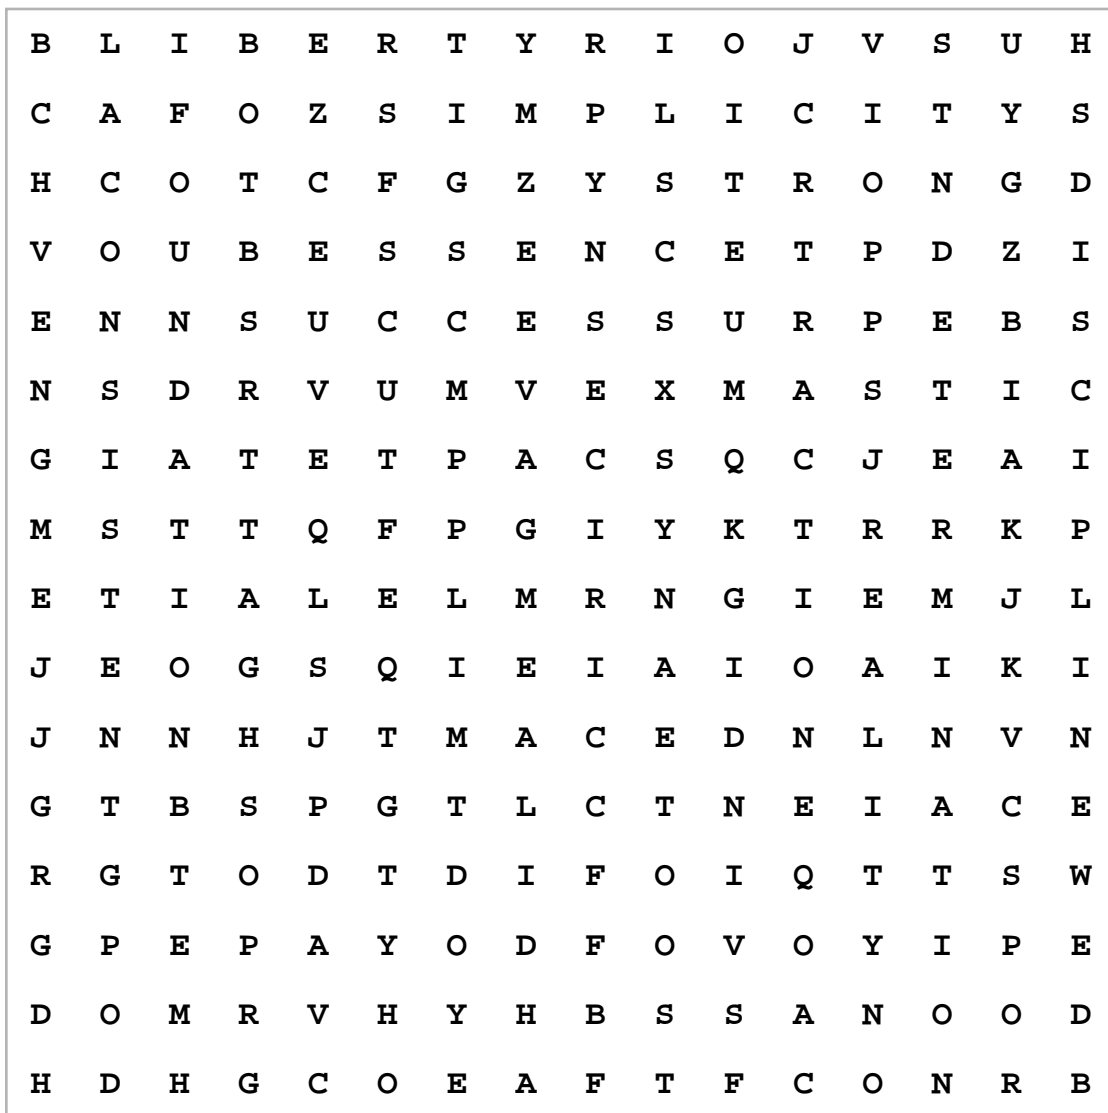 B L I B E R T Y R I O J V S U H
C A F O Z S I M P L I C I T Y S
H C O T C F G Z Y S T R O N G D
V O U B E S S E N C E T P D Z I
E N N S U C C E S S U R P E B S
N S D R V U M V E X M A S T I C
G I A T E T P A C S Q C J E A I
M S T T Q F P G I Y K T R R K P
E T I A L E L M R N G I E M J L
J E O G S Q I E I A I O A I K I
J N N H J T M A C E D N L N V N
G T B S P G T L C T N E I A C E
R G T O D T D I F O I Q T T S W
G P E P A Y O D F O V O Y I P E
D O M R V H Y H B S S A N O O D
H D H G C O E A F T F C O N R B